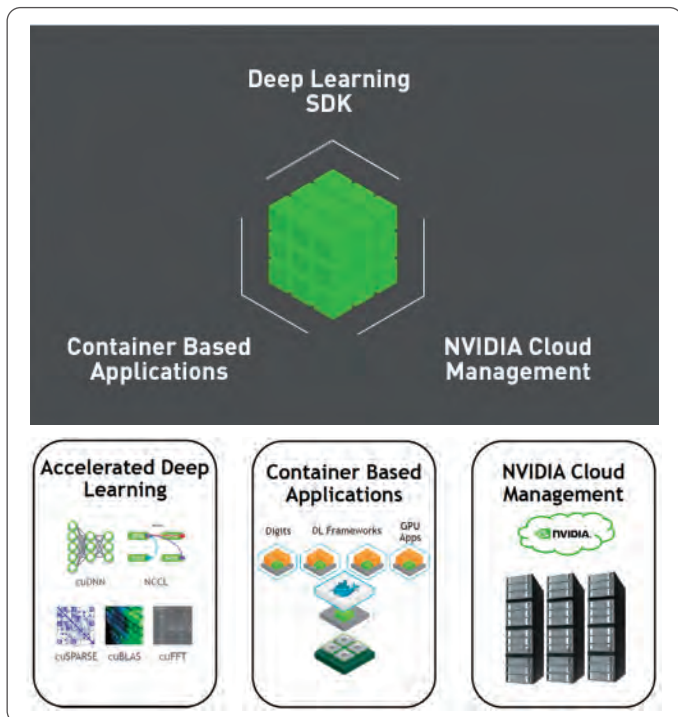 Deep Learning
SDK
Container Based
Applications
NVIDIA Cloud
Management
Accelerated Deep
Learning
cuDNN
NCCL
cuSPARSE
cuBLAS
cuFFT
Container Based
Applications
Digits
DL Frameworks
GPU
Apps
NVIDIA Cloud
Management
NVIDIA